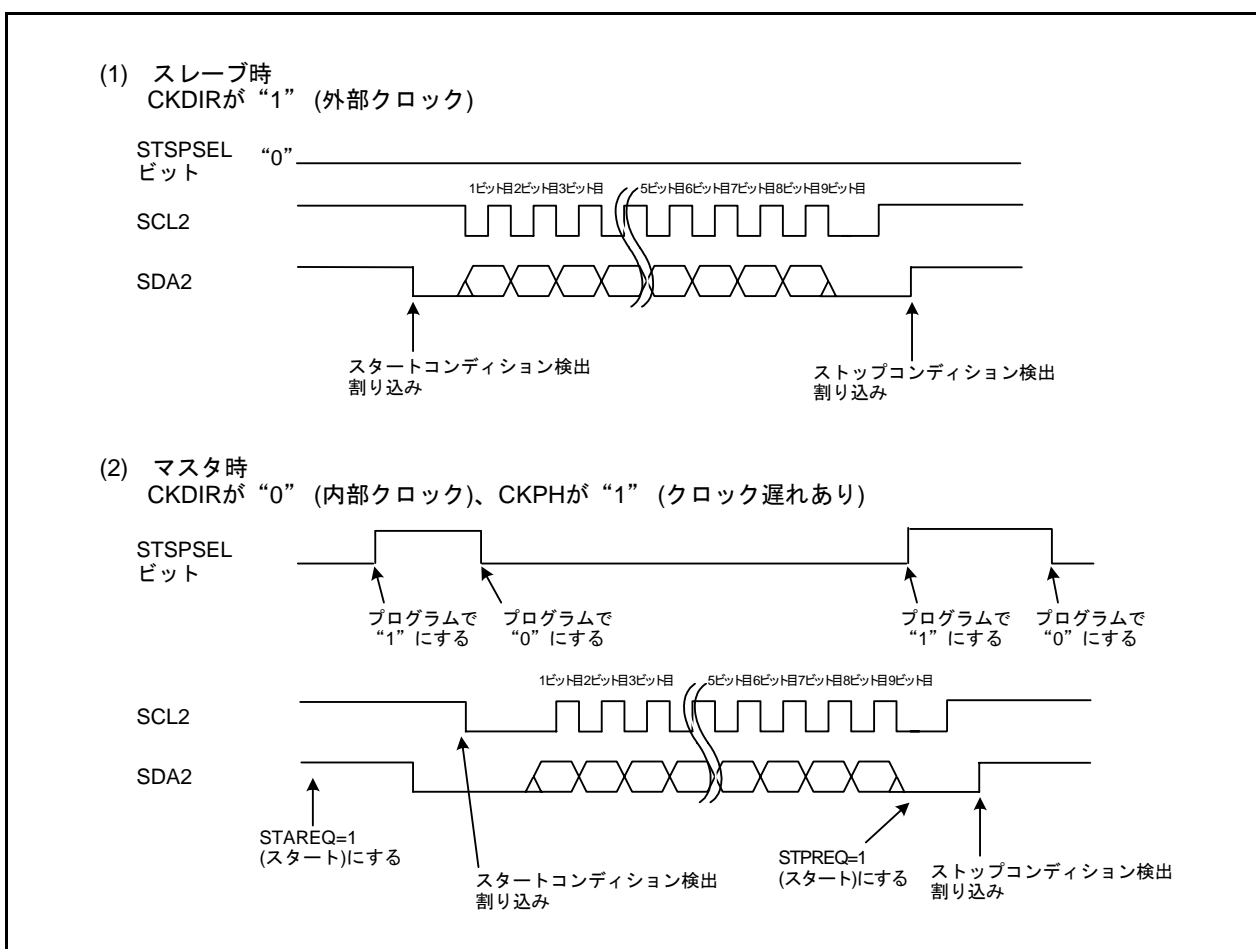 (1) スレーブ時
CKDIRが“1” (外部クロック)
STSPSEL
ビット
“0”
1ビット目2ビット目3ビット目
5ビット目6ビット目7ビット目8ビット目9ビット目
SCL2
SDA2
スタートコンディション検出
割り込み
ストップコンディション検出
割り込み
(2) マスタ時
CKDIRが“0” (内部クロック)、CKPHが“1” (クロック遅れあり)
STSPSEL
ビット
プログラムで
“1”にする
プログラムで
“0”にする
プログラムで
“1”にする
プログラムで
“0”にする
1ビット目2ビット目3ビット目
5ビット目6ビット目7ビット目8ビット目9ビット目
SCL2
SDA2
STAREQ=1
(スタート)にする
スタートコンディション検出
割り込み
STPREQ=1
(スタート)にする
ストップコンディション検出
割り込み